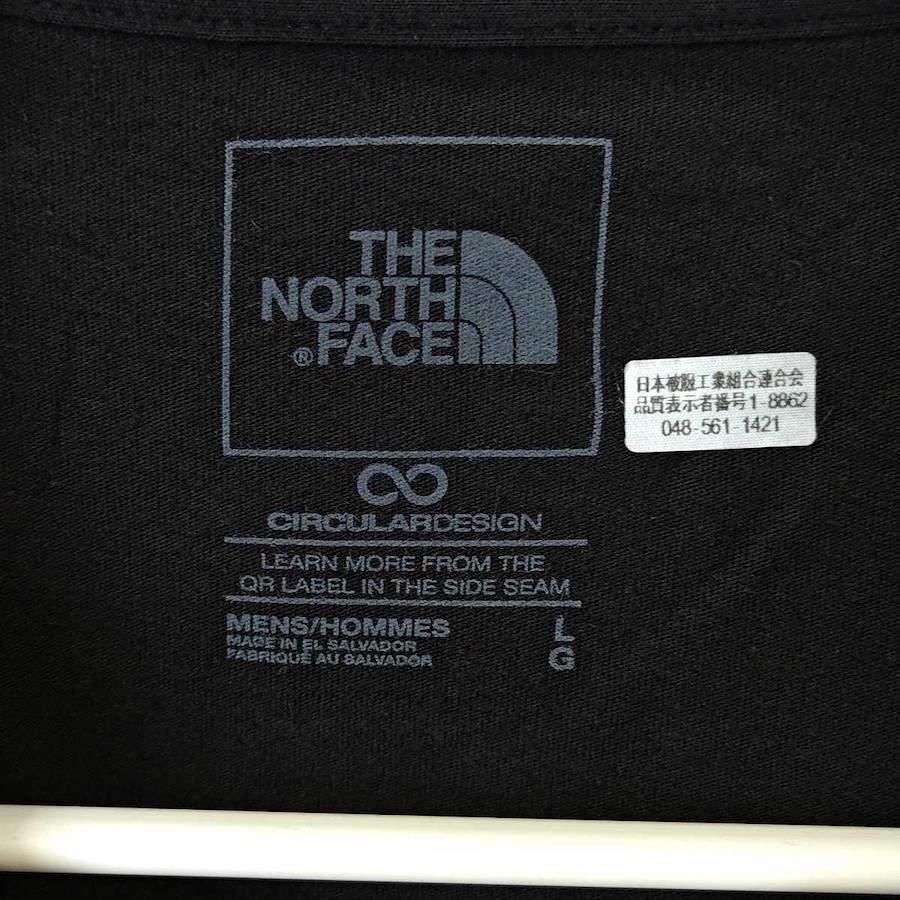 THE
NORTH
®FACE
日本被服工業組合連合会
品質表示者番号1-8862
048-561-1421
CIRCULARDESIGN
LEARN MORE FROM THE
QR LABEL IN THE SIDE SEAM
MENS/HOMMES L
MADE IN EL SALVADOR
FABRIQUÉ AU SALVADOR G